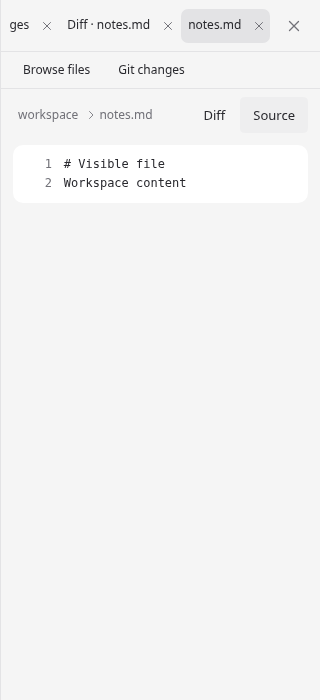 ges Diff · notes.md notes.md
Browse files Git changes
workspace > notes.md Diff Source
1 # Visible file
2 Workspace content